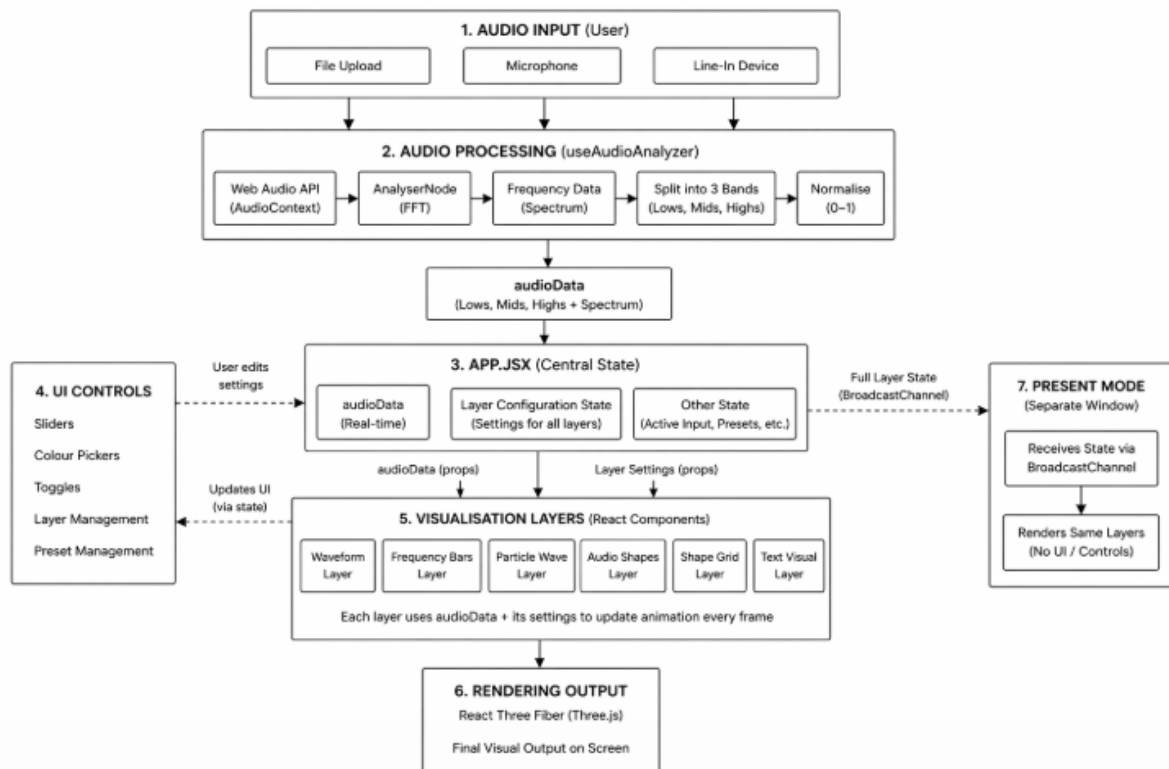 1. AUDIO INPUT (User)
File Upload
Microphone
Line-In Device
2. AUDIO PROCESSING (useAudioAnalyzer)
Web Audio API
(AudioContext)
AnalyserNode
(FFT)
Frequency Data
(Spectrum)
Split into 3 Bands
(Lows, Mids, Highs)
Normalise
(0–1)
audioData
(Lows, Mids, Highs + Spectrum)
3. APP.JSX (Central State)
audioData
(Real-time)
Layer Configuration State
(Settings for all layers)
Other State
(Active Input, Presets, etc.)
User edits
settings
4. UI CONTROLS
Sliders
Colour Pickers
Toggles
Layer Management
Preset Management
Updates UI
(via state)
Full Layer State
(BroadcastChannel)
7. PRESENT MODE
(Separate Window)
Receives State via
BroadcastChannel
Renders Same Layers
(No UI / Controls)
audioData (props)
Layer Settings (props)
5. VISUALISATION LAYERS (React Components)
Waveform
Layer
Frequency Bars
Layer
Particle Wave
Layer
Audio Shapes
Layer
Shape Grid
Layer
Text Visual
Layer
Each layer uses audioData + its settings to update animation every frame
6. RENDERING OUTPUT
React Three Fiber (Three.js)
Final Visual Output on Screen